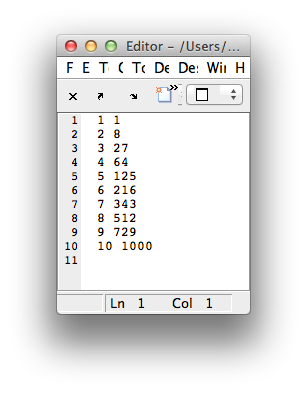 Editor – /Users/...
F E T C To De Des Wir H
1 1 1
2 2 8
3 3 27
4 4 64
5 5 125
6 6 216
7 7 343
8 8 512
9 9 729
10 10 1000
11
Ln 1 Col 1